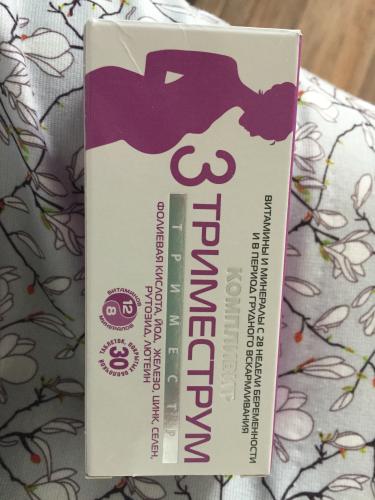 ВИТАМИНЫ И МИНЕРАЛЫ С 28 НЕДЕЛИ БЕРЕМЕННОСТИ
И В ПЕРИОД ГРУДНОГО ВСКАРМЛИВАНИЯ
КОМПЛИВИТ
ТРИМЕСТРУМ
3 ТРИМЕСТР
ФОЛИЕВАЯ КИСЛОТА, ЙОД, ЖЕЛЕЗО, ЦИНК, СЕЛЕН,
РУТОЗИД, ЛЮТЕИН
12 ВИТАМИНОВ
8 МИНЕРАЛОВ
30 ТАБЛЕТОК, ПОКРЫТЫХ ОБОЛОЧКОЙ